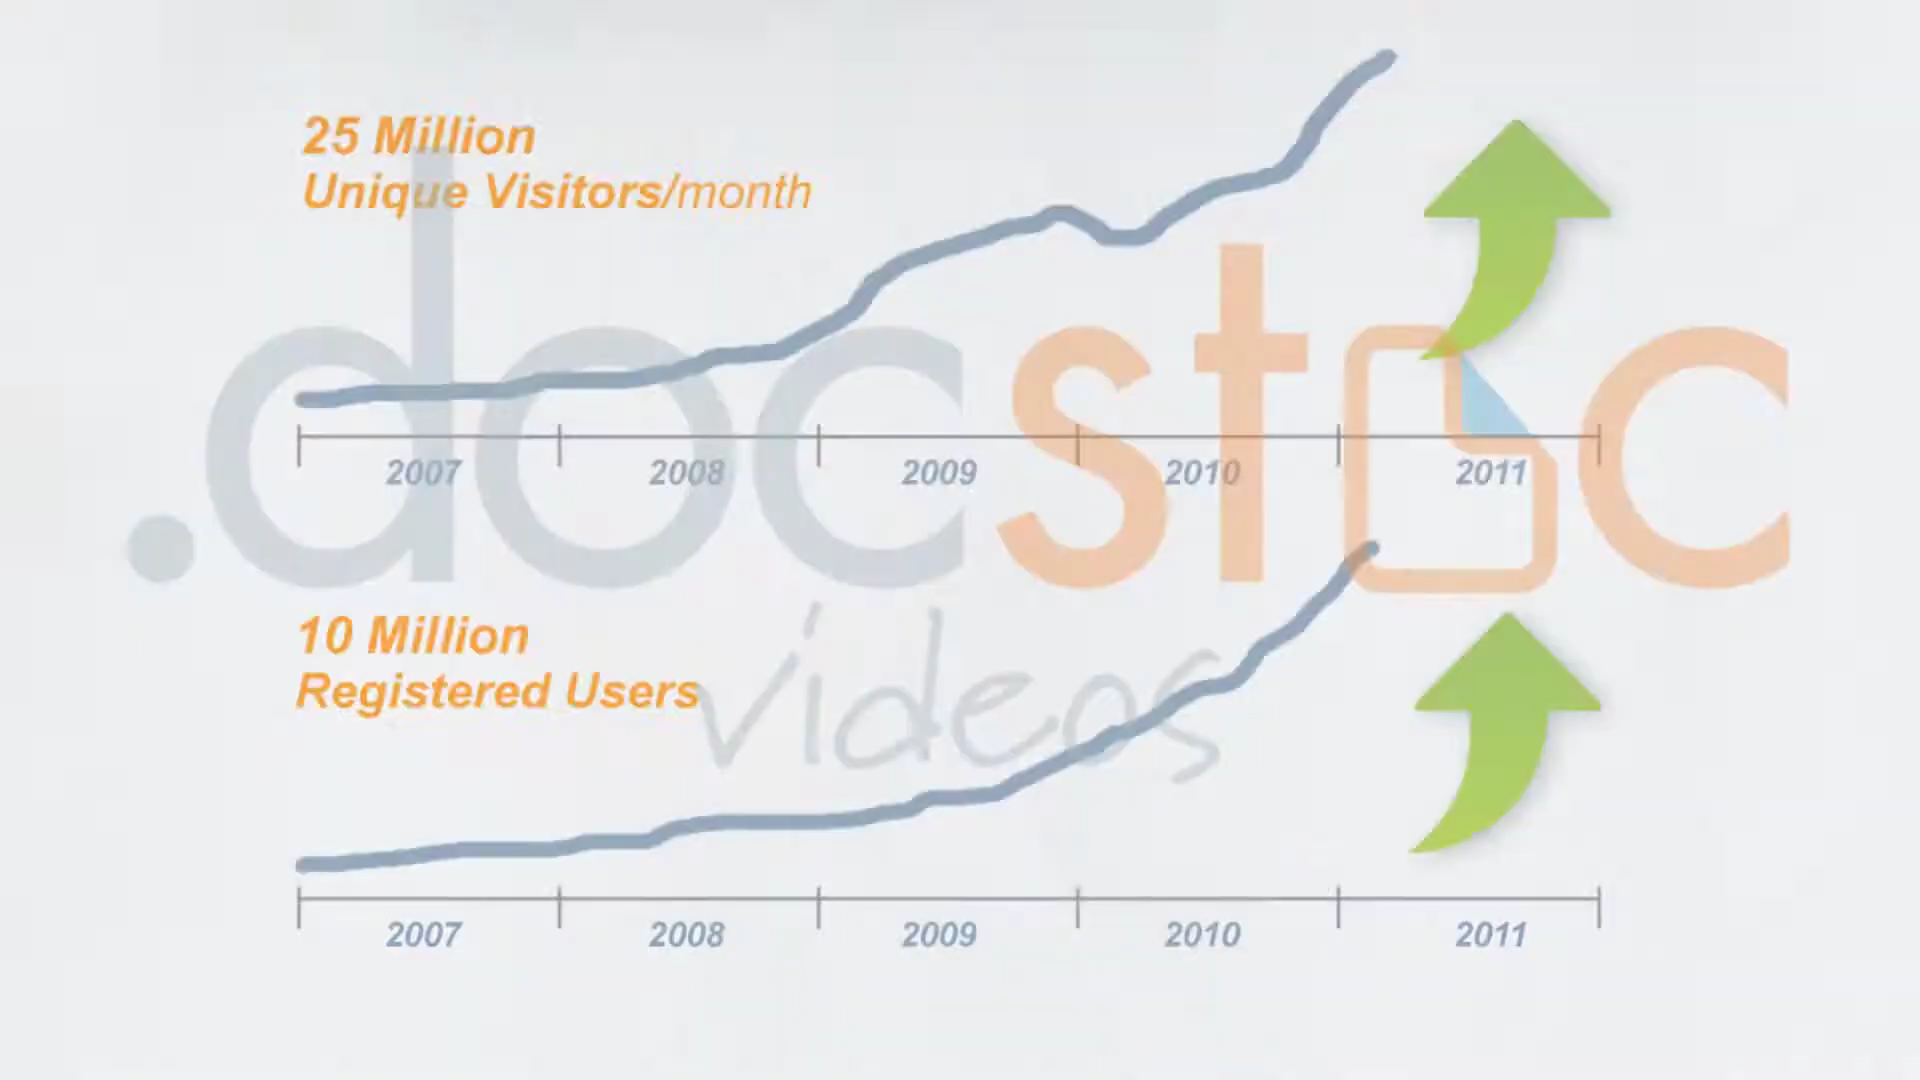 25 Million
Unique Visitors/month
2007 2008 2009 2010 2011
.docstoc
videos
10 Million
Registered Users
2007 2008 2009 2010 2011